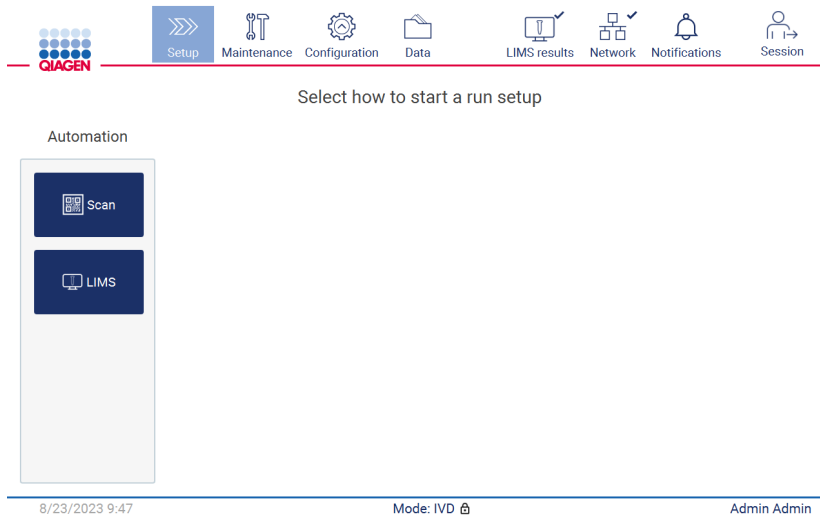 QIAGEN
Setup Maintenance Configuration Data LIMS results Network Notifications Session
Select how to start a run setup
Automation
Scan
LIMS
8/23/2023 9:47 Mode: IVD Admin Admin